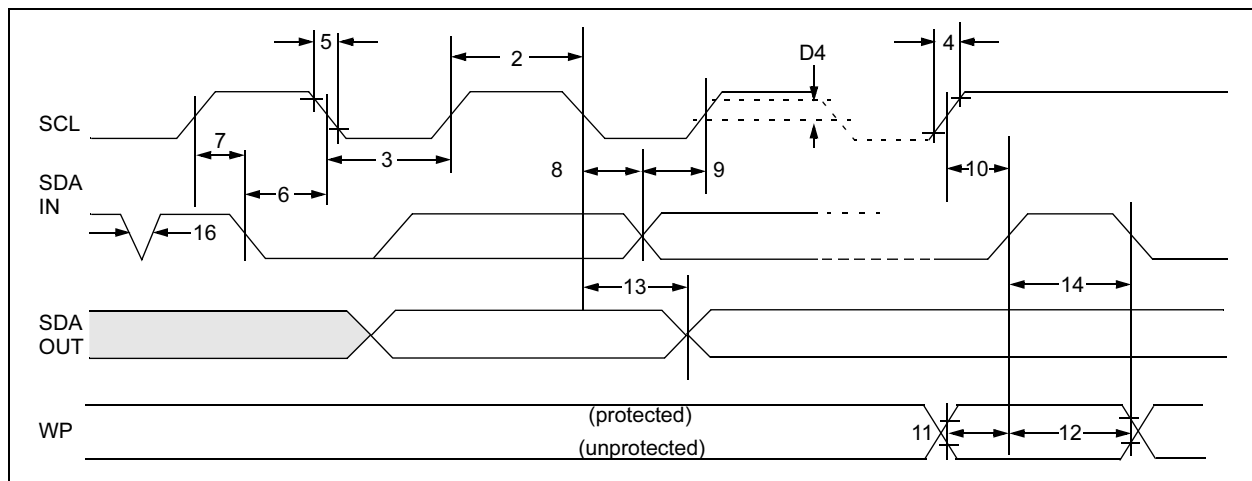 5
2
D4
4
SCL
7
3
8
9
10
6
SDA
IN
16
13
14
SDA
OUT
WP
(protected)
(unprotected)
11
12